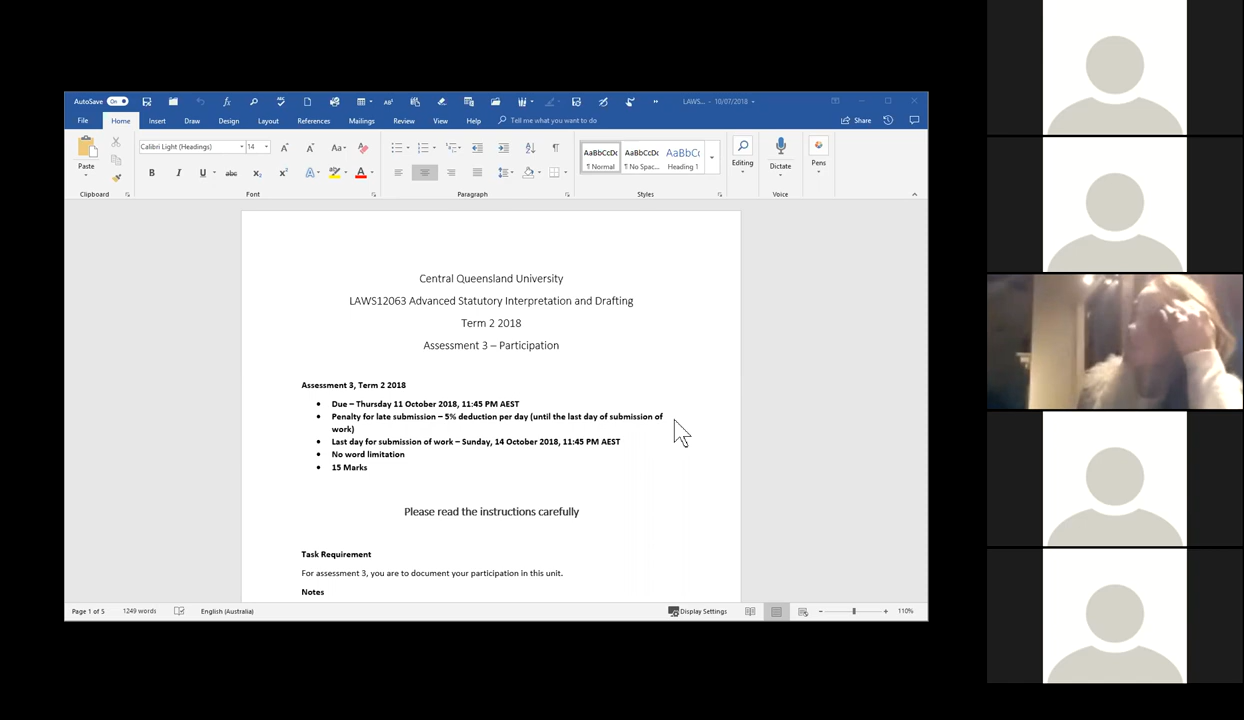 AutoSave On LAWS... - 10/07/2018
File Home Insert Draw Design Layout References Mailings Review View Help Tell me what you want to do Share
Calibri Light (Headings) 14
Paste
AaBbCcDc AaBbCcDc AaBbCc
¶ Normal ¶ No Spac... Heading 1
Editing Dictate Pens
Clipboard Font Paragraph Styles Voice
Central Queensland University
LAWS12063 Advanced Statutory Interpretation and Drafting
Term 2 2018
Assessment 3 – Participation
Assessment 3, Term 2 2018
• Due – Thursday 11 October 2018, 11:45 PM AEST
• Penalty for late submission – 5% deduction per day (until the last day of submission of
work)
• Last day for submission of work – Sunday, 14 October 2018, 11:45 PM AEST
• No word limitation
• 15 Marks
Please read the instructions carefully
Task Requirement
For assessment 3, you are to document your participation in this unit.
Notes
Page 1 of 5 1249 words English (Australia) Display Settings 110%